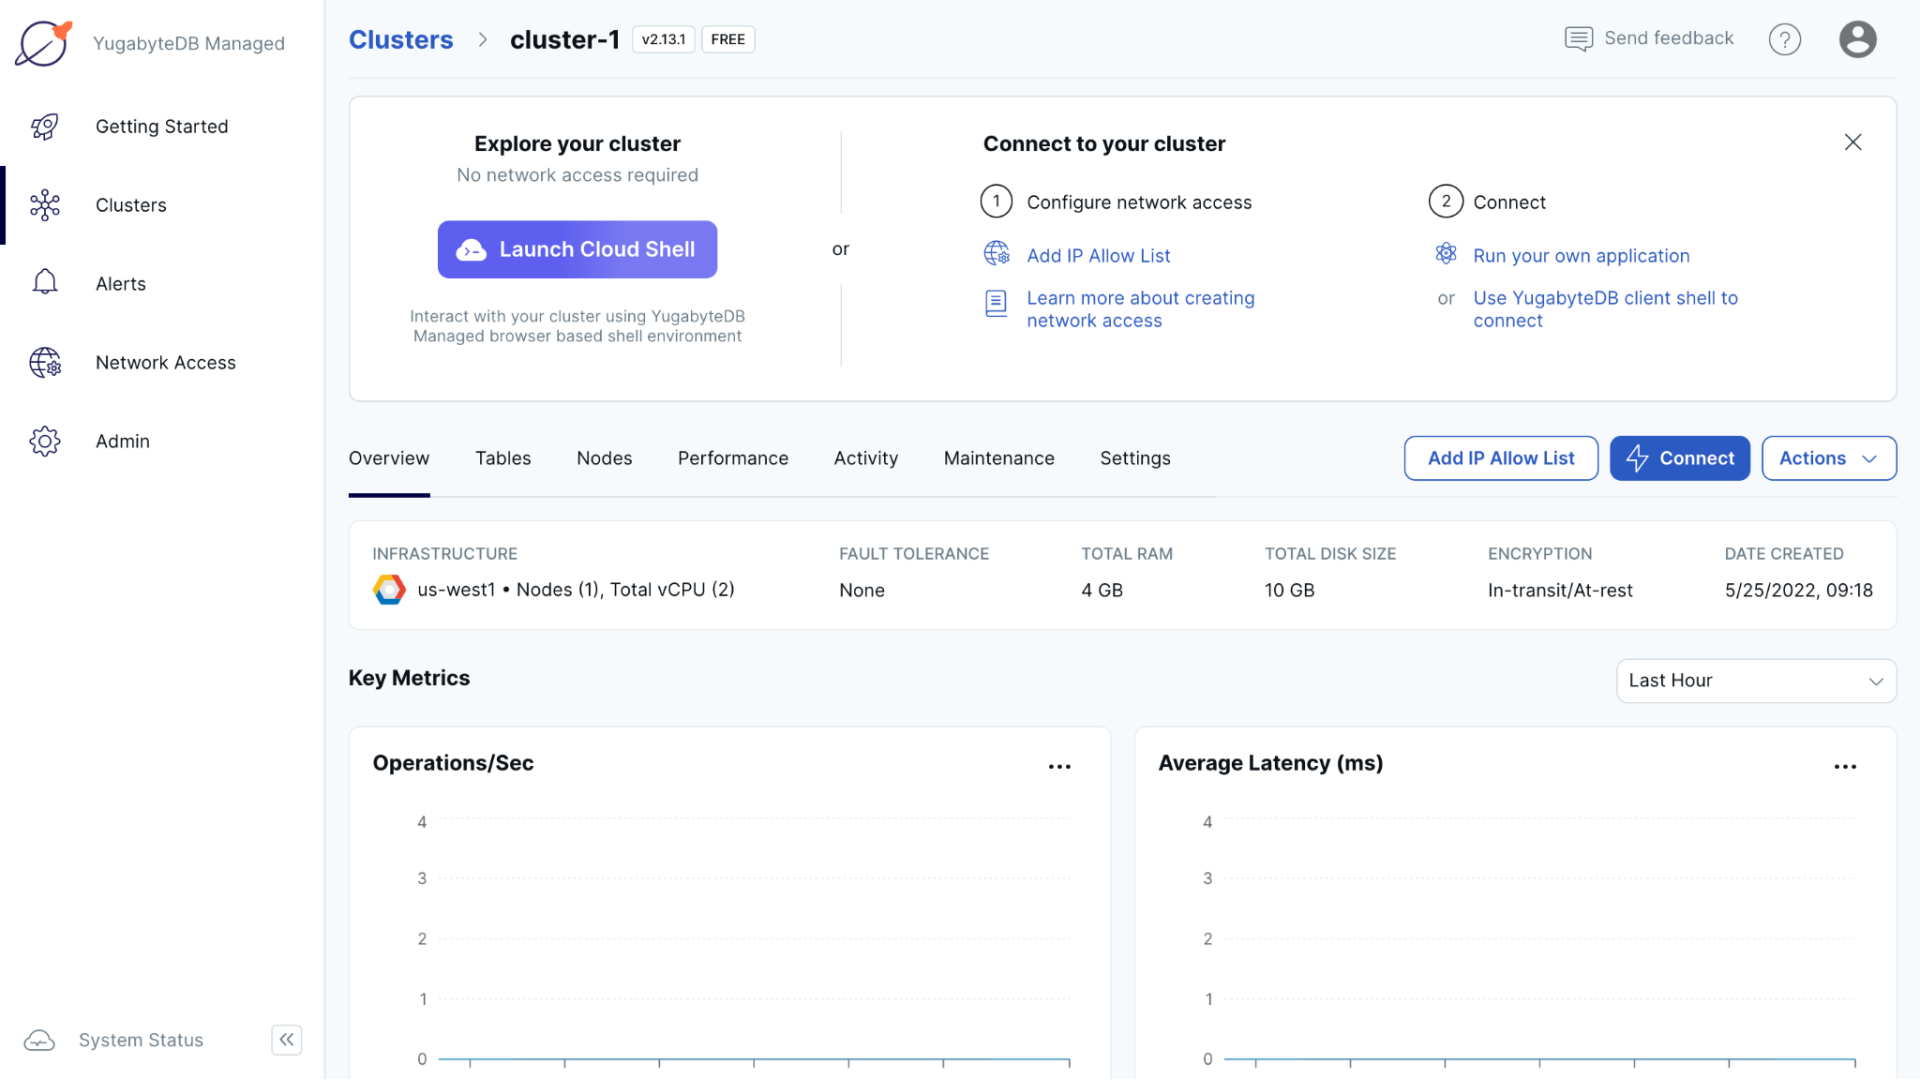 YugabyteDB Managed
Getting Started
Clusters
Alerts
Network Access
Admin
System Status
Clusters > cluster-1 v2.13.1 FREE
Send feedback
?
Explore your cluster
No network access required
Launch Cloud Shell
Interact with your cluster using YugabyteDB
Managed browser based shell environment
or
Connect to your cluster
1 Configure network access
Add IP Allow List
Learn more about creating
network access
2 Connect
Run your own application
or Use YugabyteDB client shell to
connect
Overview Tables Nodes Performance Activity Maintenance Settings
Add IP Allow List Connect Actions
INFRASTRUCTURE FAULT TOLERANCE TOTAL RAM TOTAL DISK SIZE ENCRYPTION DATE CREATED
us-west1 • Nodes (1), Total vCPU (2) None 4 GB 10 GB In-transit/At-rest 5/25/2022, 09:18
Key Metrics
Last Hour
Operations/Sec
4
3
2
1
0
Average Latency (ms)
4
3
2
1
0